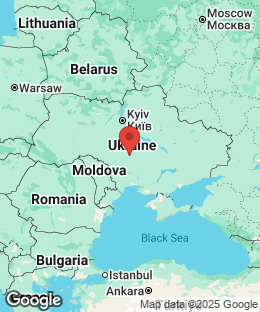 Moscow
Москва
Lithuania
Belarus
Warsaw
Kyiv
Київ
Ukraine
Moldova
Romania
Black Sea
Bulgaria
Istanbul
Ankara
Google
Map data ©2025 Google